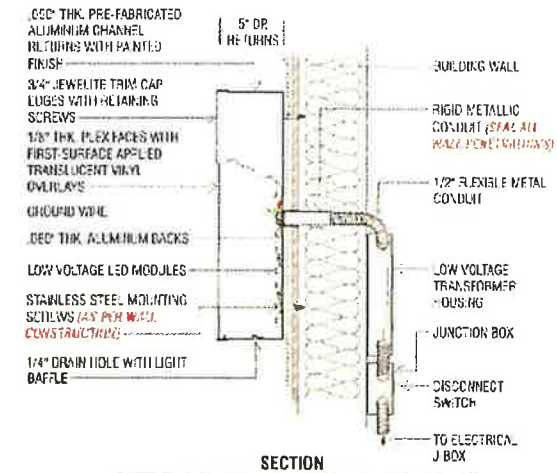 .050" THK. PRE-FABRICATED
ALUMINUM CHANNEL
RETURNS WITH PAINTED
FINISH
3/4" JEWELITE TRIM CAP
EDGES WITH RETAINING
SCREWS
1/8" THK. PLEX FACES WITH
FIRST-SURFACE APPLIED
TRANSLUCENT VINYL
OVERLAYS
GROUND WIRE
.080" THK. ALUMINUM BACKS
LOW VOLTAGE LED MODULES
STAINLESS STEEL MOUNTING
SCREWS (AS PER WALL
CONSTRUCTION)
1/4" DRAIN HOLE WITH LIGHT
BAFFLE
5" DP.
RETURNS
BUILDING WALL
RIGID METALLIC
CONDUIT (SEAL ALL
WALL PENETRATIONS)
1/2" FLEXIBLE METAL
CONDUIT
LOW VOLTAGE
TRANSFORMER
HOUSING
JUNCTION BOX
DISCONNECT
SWITCH
TO ELECTRICAL
J BOX
SECTION